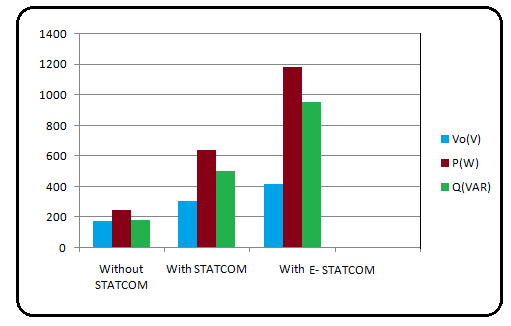 1400
1200
1000
800
600
400
200
0
Without
STATCOM
With STATCOM
With E- STATCOM
Vo(V)
P(W)
Q(VAR)